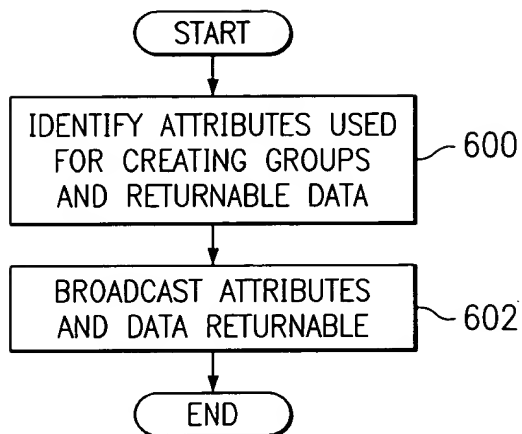 START
IDENTIFY ATTRIBUTES USED
FOR CREATING GROUPS
AND RETURNABLE DATA
600
BROADCAST ATTRIBUTES
AND DATA RETURNABLE
602
END